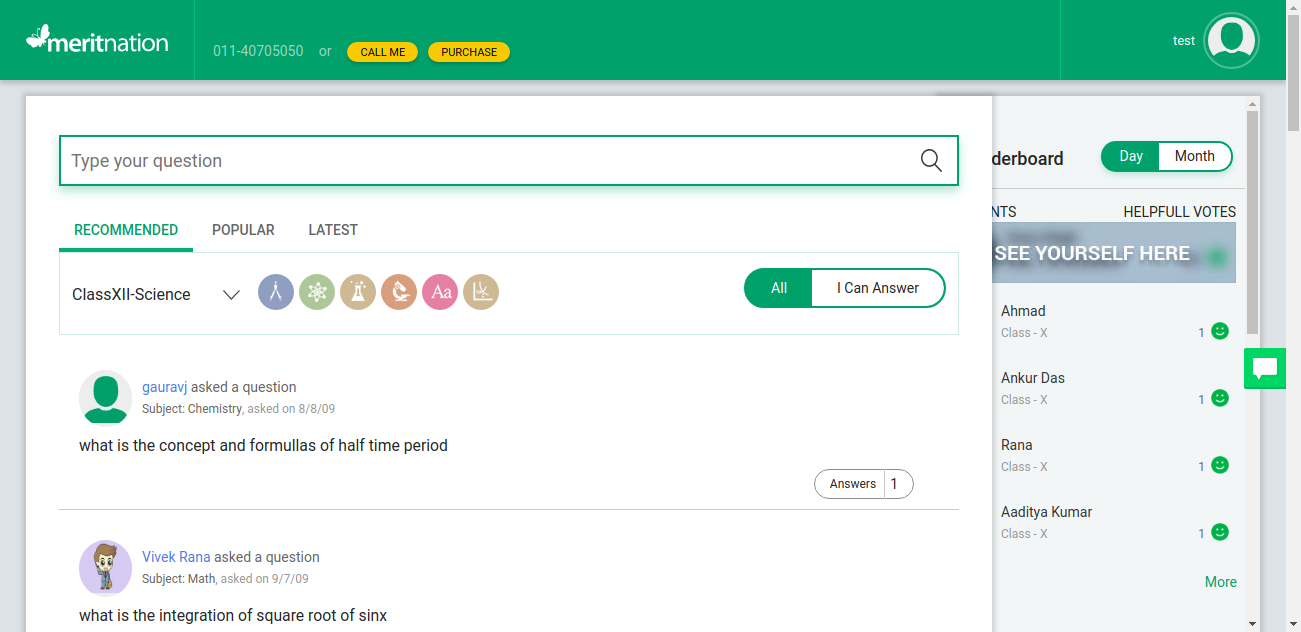 meritnation
011-40705050 or CALL ME PURCHASE
test
Type your question
RECOMMENDED POPULAR LATEST
ClassXII-Science
Aa
All I Can Answer
gauravj asked a question
Subject: Chemistry, asked on 8/8/09
what is the concept and formullas of half time period
Answers 1
Vivek Rana asked a question
Subject: Math, asked on 9/7/09
what is the integration of square root of sinx
derboard
Day Month
NTS HELPFULL VOTES
SEE YOURSELF HERE
Ahmad
Class - X 1
Ankur Das
Class - X 1
Rana
Class - X 1
Aaditya Kumar
Class - X 1
More